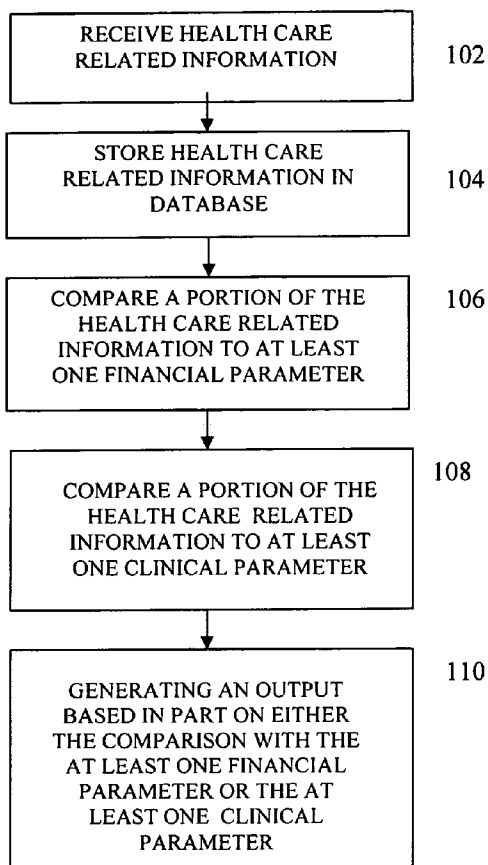 RECEIVE HEALTH CARE
RELATED INFORMATION
102
STORE HEALTH CARE
RELATED INFORMATION IN
DATABASE
104
COMPARE A PORTION OF THE
HEALTH CARE RELATED
INFORMATION TO AT LEAST
ONE FINANCIAL PARAMETER
106
COMPARE A PORTION OF THE
HEALTH CARE RELATED
INFORMATION TO AT LEAST
ONE CLINICAL PARAMETER
108
GENERATING AN OUTPUT
BASED IN PART ON EITHER
THE COMPARISON WITH THE
AT LEAST ONE FINANCIAL
PARAMETER OR THE AT
LEAST ONE CLINICAL
PARAMETER
110